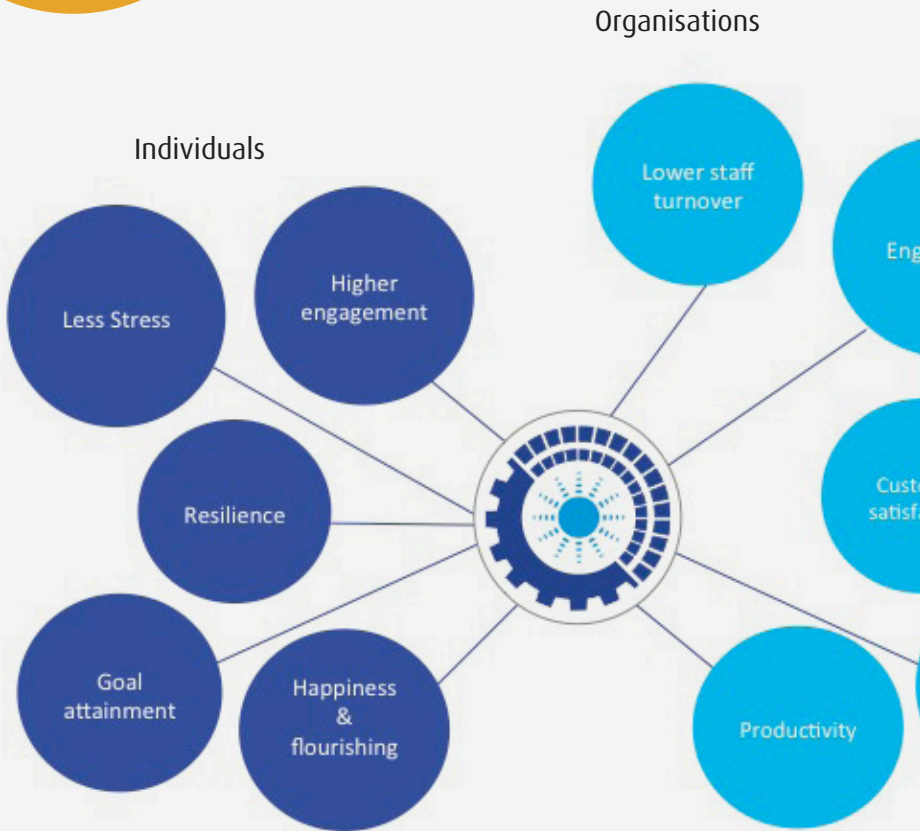 Organisations
Individuals
Lower staff
turnover
Higher
engagement
Less Stress
Resilience
Goal
attainment
Happiness
&
flourishing
Productivity